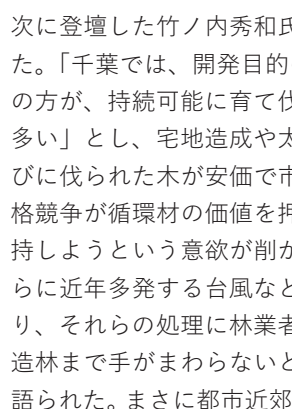 次に登壇した竹ノ内秀和氏
た。「千葉では、開発目的
の方が、持続可能に育て伐
多い」とし、宅地造成や太
びに伐られた木が安価で市
格競争が循環材の価値を押
持しようという意欲が削が
らに近年多発する台風など
り、それらの処理に林業者
造林まで手がまわらないと
語られた。まさに都市近郊